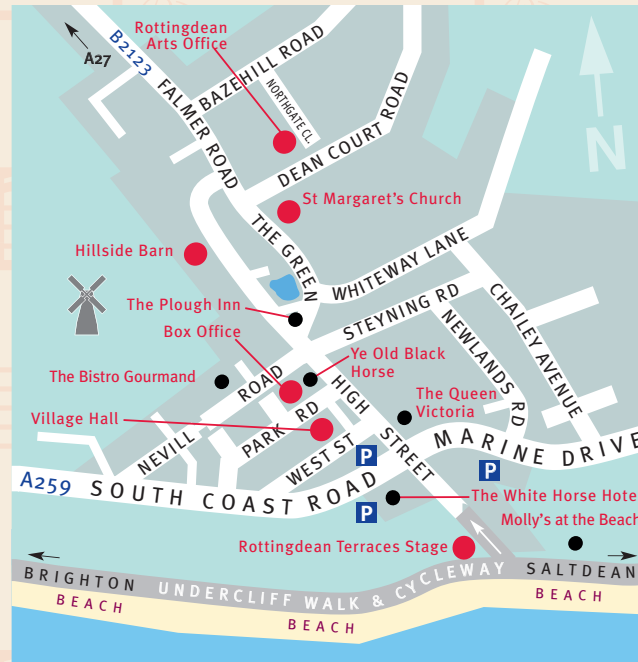 Rottingdean
Arts Office
B2123
A27
BAZEHILL ROAD
NORTHGATE CL.
FALMER ROAD
DEAN COURT ROAD
N
St Margaret's Church
THE GREEN
Hillside Barn
WHITEWAY LANE
The Plough Inn
STEYNING RD
CHAILEY AVENUE
Box Office
NEWLANDS RD
Ye Old Black
Horse
The Bistro Gourmand
The Queen
Victoria
Village Hall
NEVILL ROAD
PARK RD
HIGH STREET
WEST ST
MARINE DRIVE
P
P
P
A259
SOUTH COAST ROAD
The White Horse Hote
Molly's at the Beach
Rottingdean Terraces Stage
BRIGHTON
UNDERCLIFF WALK & CYCLEWAY
SALTDEAN
BEACH
BEACH
BEACH